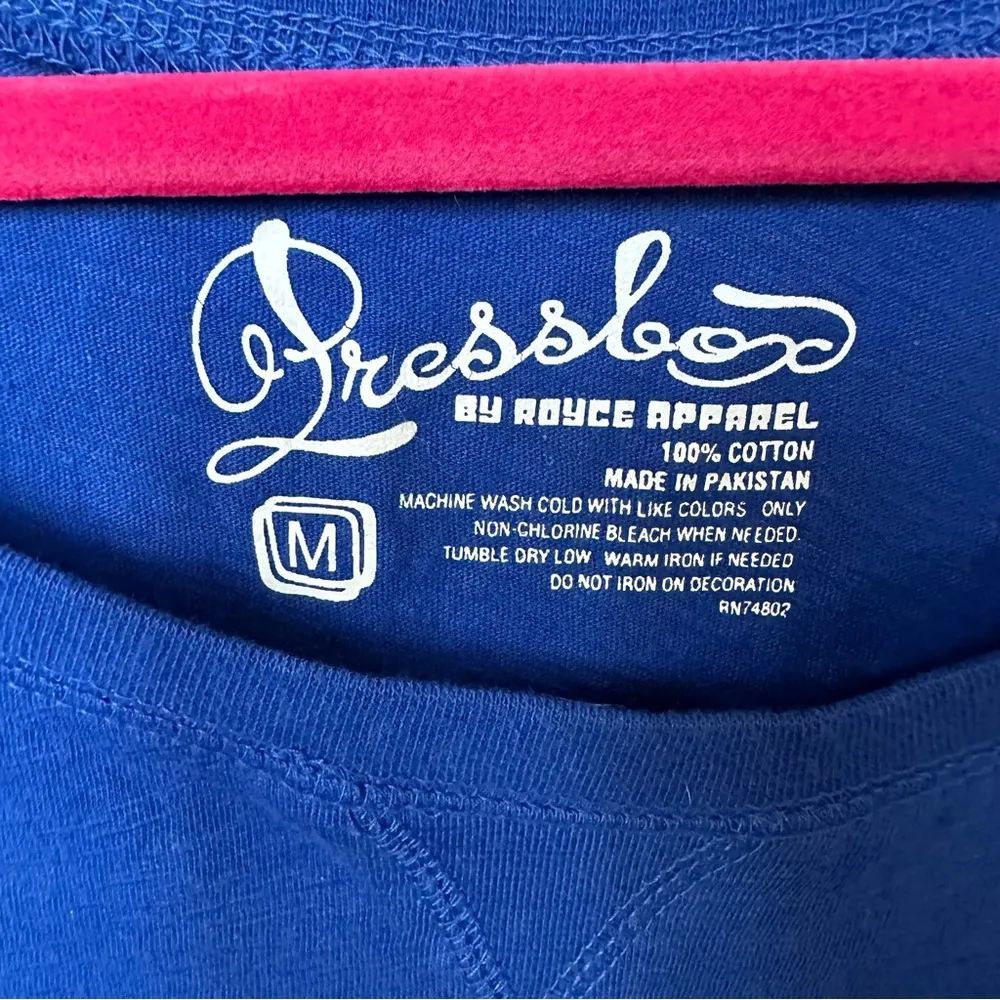 Pressbox
BY ROYCE APPAREL
100% COTTON
MADE IN PAKISTAN
MACHINE WASH COLD WITH LIKE COLORS ONLY
NON-CHLORINE BLEACH WHEN NEEDED.
TUMBLE DRY LOW WARM IRON IF NEEDED
DO NOT IRON ON DECORATION
RN74802
M